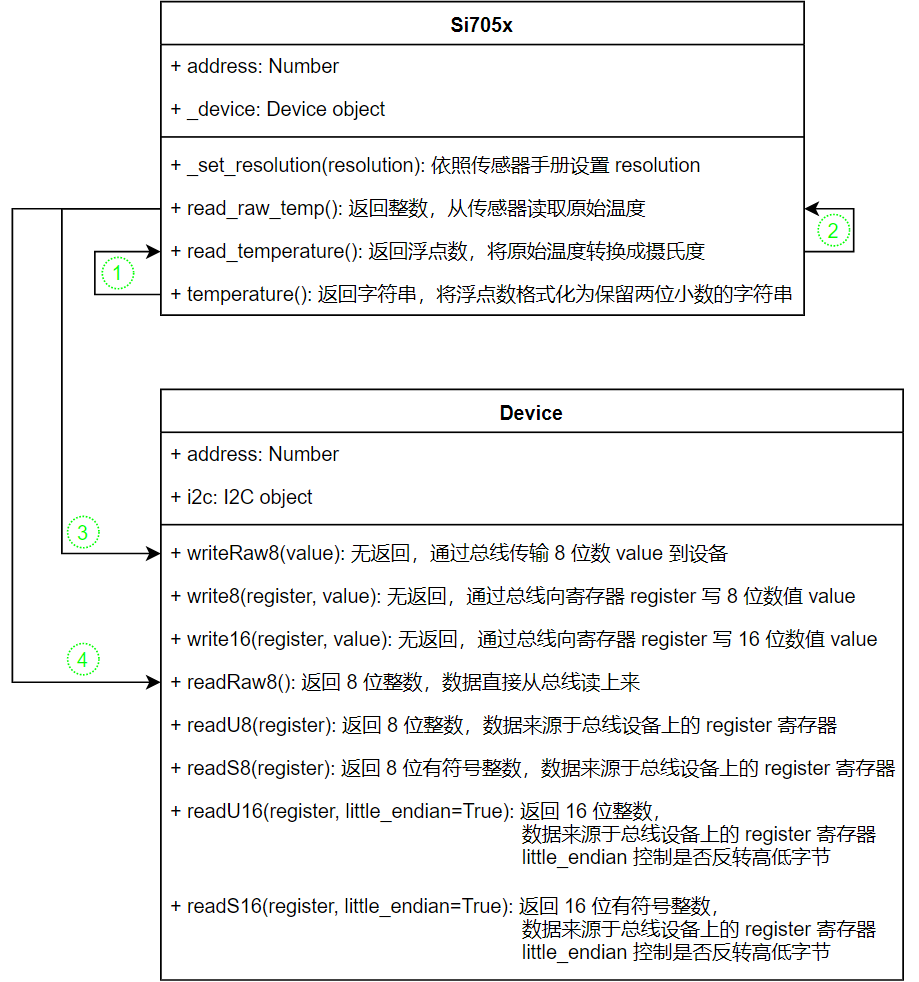 Si705x
+ address: Number
+ _device: Device object
+ _set_resolution(resolution): 依照传感器手册设置 resolution
+ read_raw_temp(): 返回整数，从传感器读取原始温度
+ read_temperature(): 返回浮点数，将原始温度转换成摄氏度
+ temperature(): 返回字符串，将浮点数格式化为保留两位小数的字符串
1
2
Device
+ address: Number
+ i2c: I2C object
3
+ writeRaw8(value): 无返回，通过总线传输 8 位数 value 到设备
+ write8(register, value): 无返回，通过总线向寄存器 register 写 8 位数值 value
+ write16(register, value): 无返回，通过总线向寄存器 register 写 16 位数值 value
4
+ readRaw8(): 返回 8 位整数，数据直接从总线读上来
+ readU8(register): 返回 8 位整数，数据来源于总线设备上的 register 寄存器
+ readS8(register): 返回 8 位有符号整数，数据来源于总线设备上的 register 寄存器
+ readU16(register, little_endian=True): 返回 16 位整数，
数据来源于总线设备上的 register 寄存器
little_endian 控制是否反转高低字节
+ readS16(register, little_endian=True): 返回 16 位有符号整数，
数据来源于总线设备上的 register 寄存器
little_endian 控制是否反转高低字节